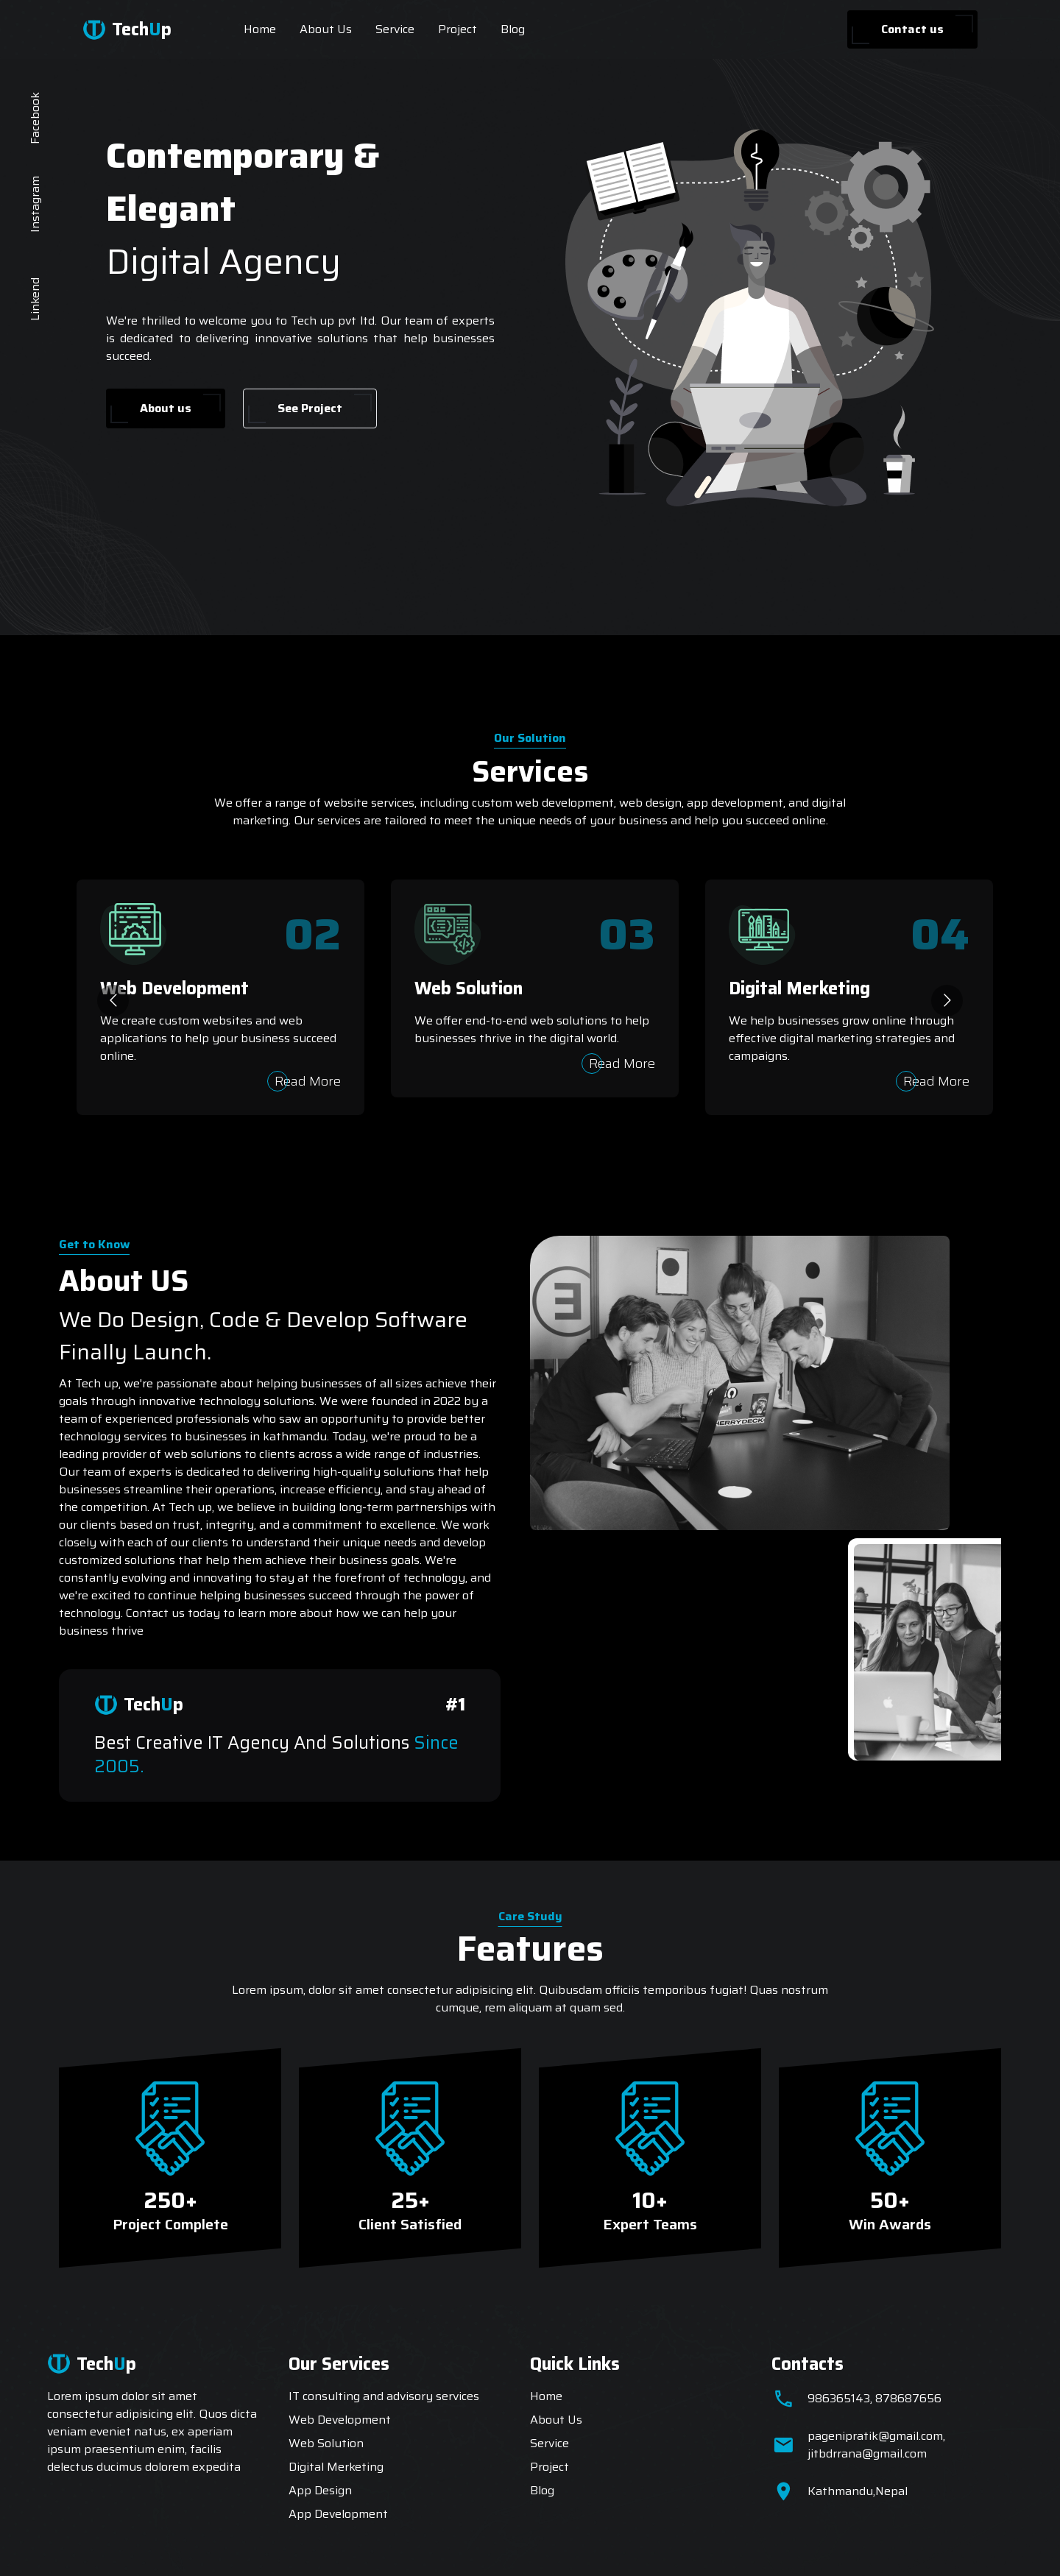 TechUp
Home
About Us
Service
Project
Blog
Contact us
Facebook
Instagram
Linkend
Contemporary &
Elegant
Digital Agency
We're thrilled to welcome you to Tech up pvt ltd. Our team of experts
is dedicated to delivering innovative solutions that help businesses
succeed.
About us
See Project
Our Solution
Services
We offer a range of website services, including custom web development, web design, app development, and digital
marketing. Our services are tailored to meet the unique needs of your business and help you succeed online.
02
Web Development
We create custom websites and web
applications to help your business succeed
online.
Read More
03
Web Solution
We offer end-to-end web solutions to help
businesses thrive in the digital world.
Read More
04
Digital Merketing
We help businesses grow online through
effective digital marketing strategies and
campaigns.
Read More
Get to Know
About US
We Do Design, Code & Develop Software
Finally Launch.
At Tech up, we're passionate about helping businesses of all sizes achieve their
goals through innovative technology solutions. We were founded in 2022 by a
team of experienced professionals who saw an opportunity to provide better
technology services to businesses in kathmandu. Today, we're proud to be a
leading provider of web solutions to clients across a wide range of industries.
Our team of experts is dedicated to delivering high-quality solutions that help
businesses streamline their operations, increase efficiency, and stay ahead of
the competition. At Tech up, we believe in building long-term partnerships with
our clients based on trust, integrity, and a commitment to excellence. We work
closely with each of our clients to understand their unique needs and develop
customized solutions that help them achieve their business goals. We're
constantly evolving and innovating to stay at the forefront of technology, and
we're excited to continue helping businesses succeed through the power of
technology. Contact us today to learn more about how we can help your
business thrive
TechUp
#1
Best Creative IT Agency And Solutions Since
2005.
Care Study
Features
Lorem ipsum, dolor sit amet consectetur adipisicing elit. Quibusdam officiis temporibus fugiat! Quas nostrum
cumque, rem aliquam at quam sed.
250+
Project Complete
25+
Client Satisfied
10+
Expert Teams
50+
Win Awards
TechUp
Lorem ipsum dolor sit amet
consectetur adipisicing elit. Quos dicta
veniam eveniet natus, ex aperiam
ipsum praesentium enim, facilis
delectus ducimus dolorem expedita
Our Services
IT consulting and advisory services
Web Development
Web Solution
Digital Merketing
App Design
App Development
Quick Links
Home
About Us
Service
Project
Blog
Contacts
986365143, 878687656
pagenipratik@gmail.com,
jitbdrrana@gmail.com
Kathmandu,Nepal